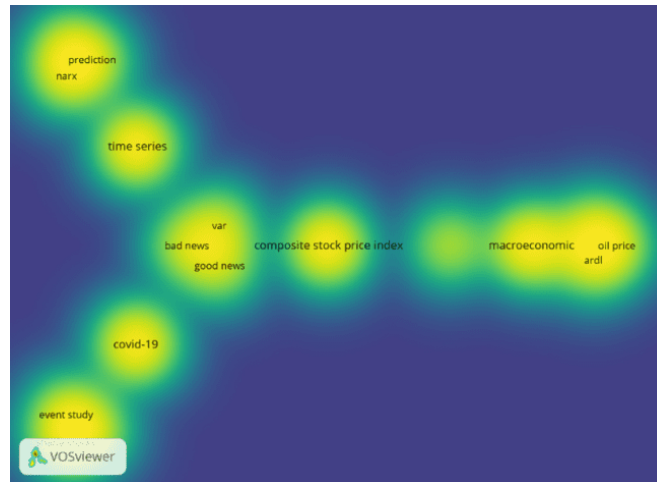 prediction
narx
time series
var
bad news
good news
composite stock price index
macroeconomic
oil price
ardl
covid-19
event study
VOSviewer